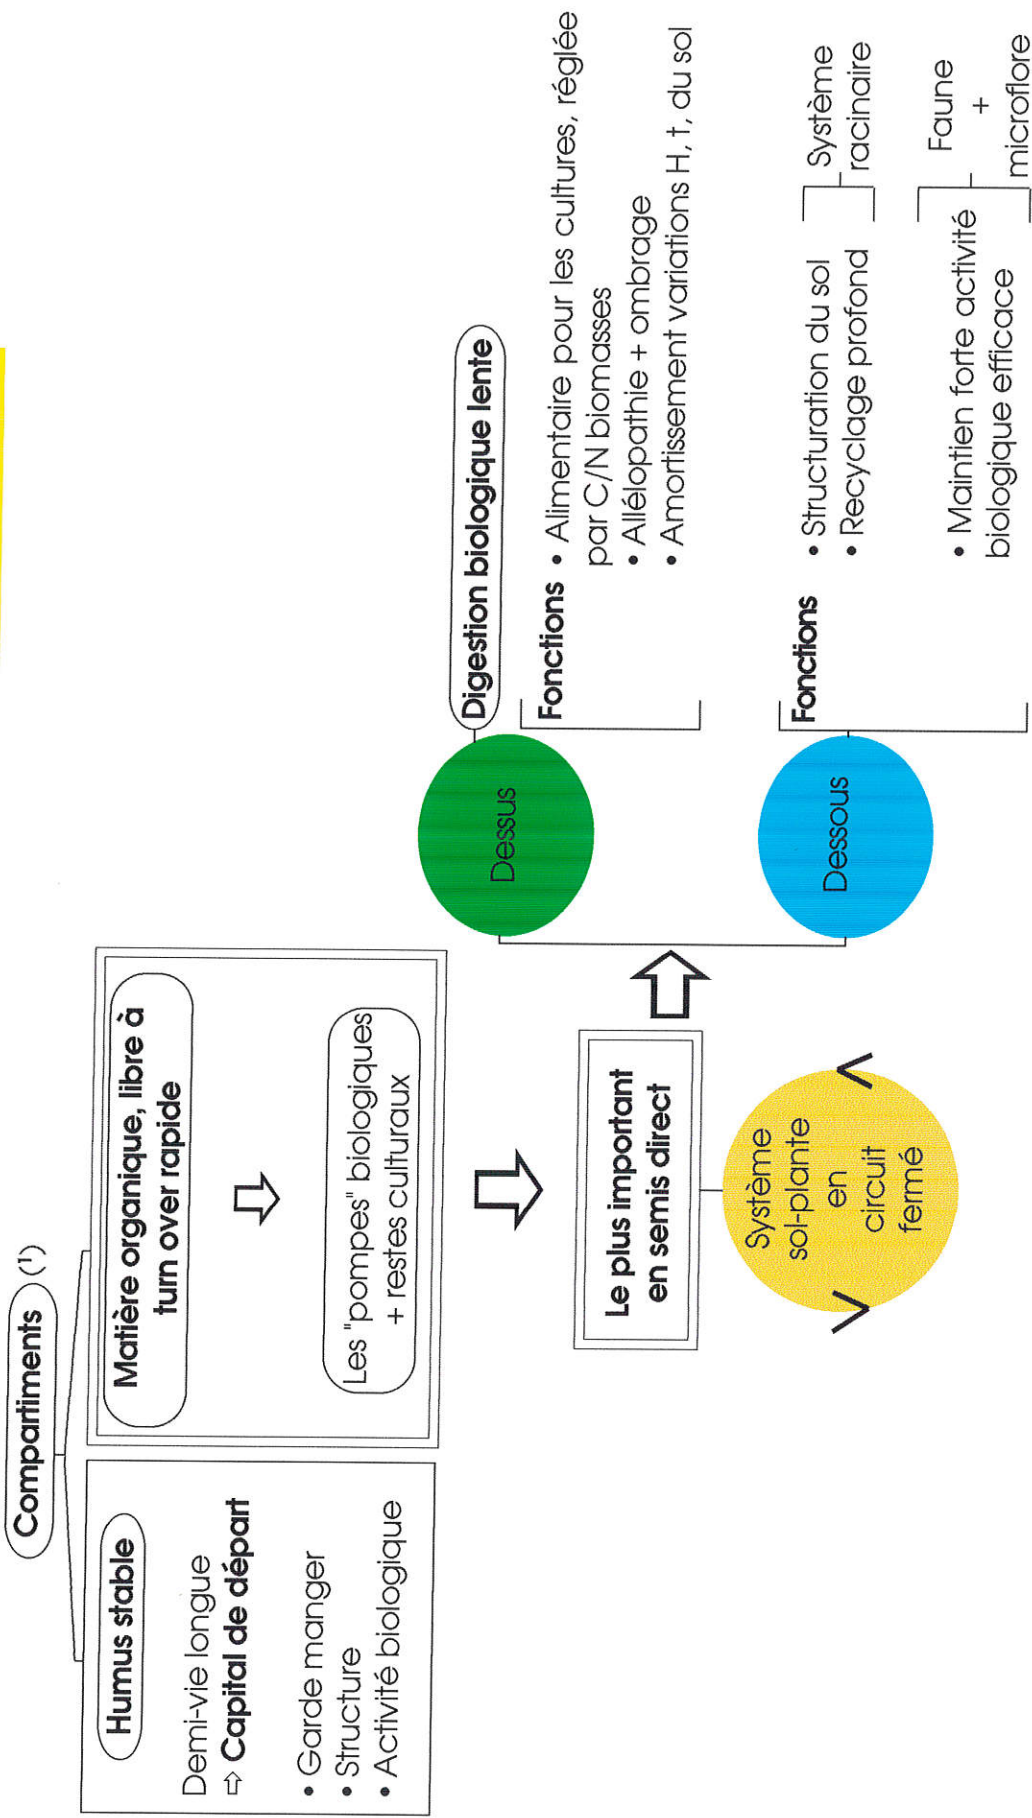 Compartiments (¹)
Humus stable
Demi-vie longue
⇨ Capital de départ
• Garde manger
• Structure
• Activité biologique
Matière organique, libre à
turn over rapide
Les "pompes" biologiques
+ restes culturaux
Le plus important
en semis direct
Système
sol-plante
en
circuit
fermé
Dessus
Digestion biologique lente
Fonctions
• Alimentaire pour les cultures, réglée
par C/N biomasses
• Allélopathie + ombrage
• Amortissement variations H, t, du sol
Dessous
Fonctions
• Structuration du sol
• Recyclage profond
Système
racinaire
• Maintien forte activité
biologique efficace
Faune
+
microflore